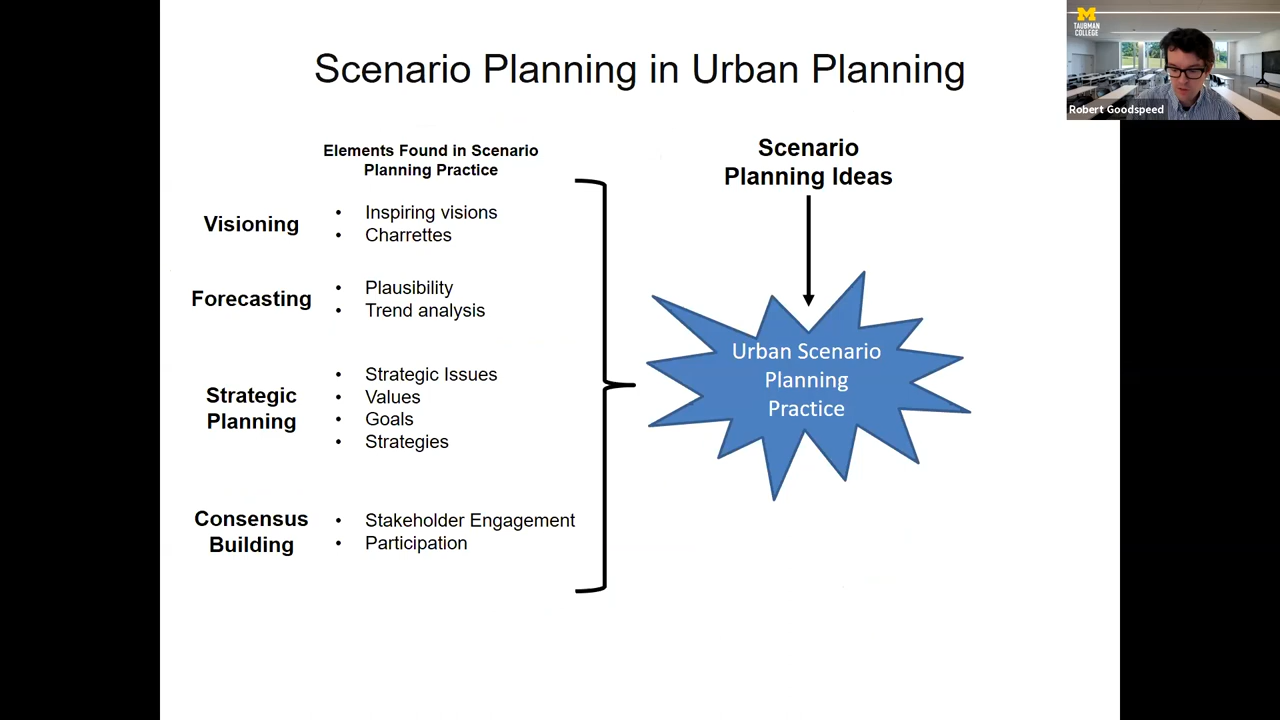 Scenario Planning in Urban Planning
M
TAUBMAN
COLLEGE
Robert Goodspeed
Elements Found in Scenario
Planning Practice
Visioning
• Inspiring visions
• Charrettes
Forecasting
• Plausibility
• Trend analysis
Strategic
Planning
• Strategic Issues
• Values
• Goals
• Strategies
Consensus
Building
• Stakeholder Engagement
• Participation
Scenario
Planning Ideas
Urban Scenario
Planning
Practice